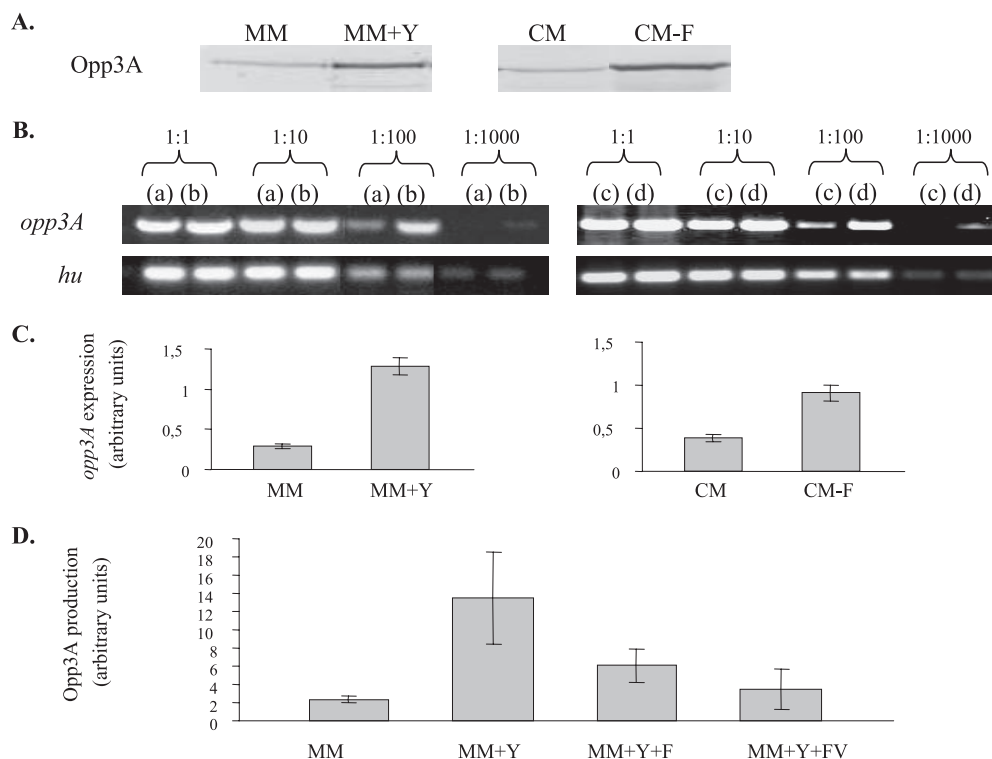 A.
MM MM+Y CM CM-F
Opp3A
B.
1:1 1:10 1:100 1:1000 1:1 1:10 1:100 1:1000
(a) (b) (a) (b) (a) (b) (a) (b) (c) (d) (c) (d) (c) (d) (c) (d)
opp3A
hu
C.
opp3A expression
(arbitrary units)
1,5
1
0,5
0
MM MM+Y
1,5
1
0,5
0
CM CM-F
D.
Opp3A production
(arbitrary units)
20
18
16
14
12
10
8
6
4
2
0
MM MM+Y MM+Y+F MM+Y+FV